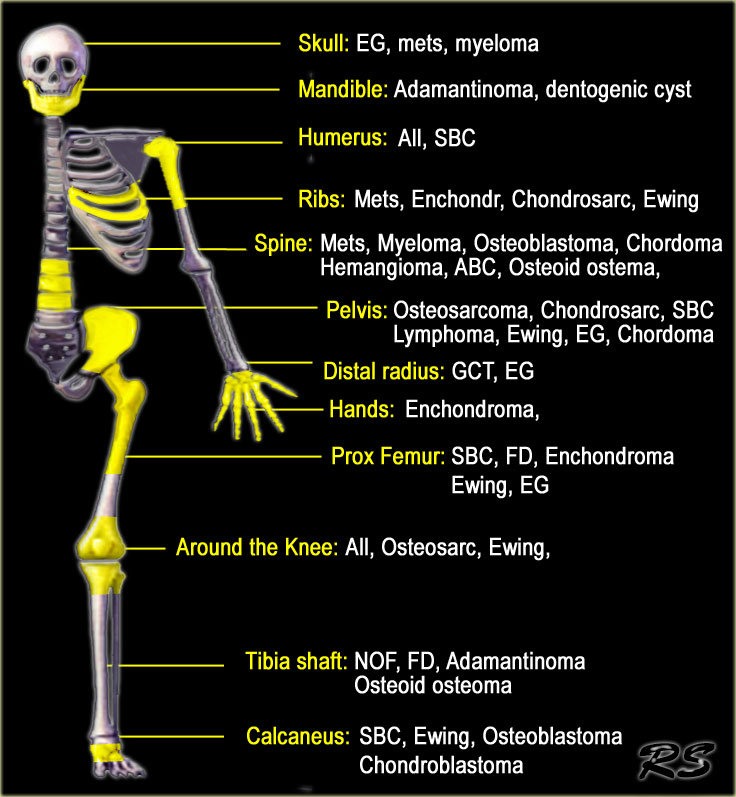 Skull: EG, mets, myeloma
Mandible: Adamantinoma, dentogenic cyst
Humerus: All, SBC
Ribs: Mets, Enchondr, Chondrosarc, Ewing
Spine: Mets, Myeloma, Osteoblastoma, Chordoma
Hemangioma, ABC, Osteoid ostema,
Pelvis: Osteosarcoma, Chondrosarc, SBC
Lymphoma, Ewing, EG, Chordoma
Distal radius: GCT, EG
Hands: Enchondroma,
Prox Femur: SBC, FD, Enchondroma
Ewing, EG
Around the Knee: All, Osteosarc, Ewing,
Tibia shaft: NOF, FD, Adamantinoma
Osteoid osteoma
Calcaneus: SBC, Ewing, Osteoblastoma
Chondroblastoma
RS